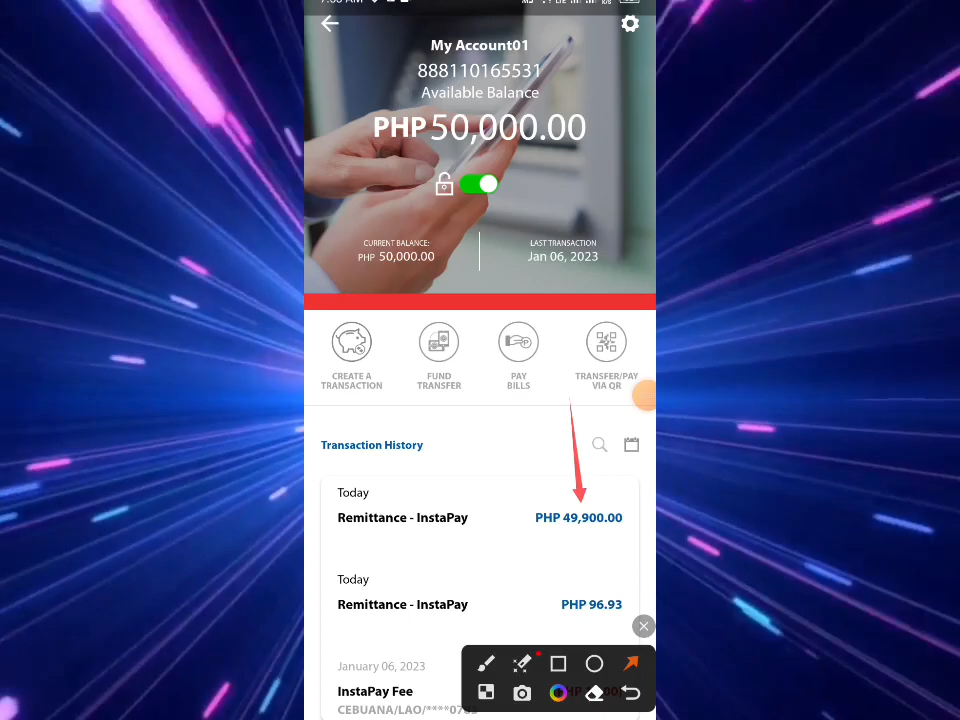 My Account01
888110165531
Available Balance
PHP 50,000.00
CURRENT BALANCE:
PHP 50,000.00
LAST TRANSACTION
Jan 06, 2023
CREATE A
TRANSACTION
FUND
TRANSFER
PAY
BILLS
TRANSFER/PAY
VIA QR
Transaction History
Today
Remittance - InstaPay PHP 49,900.00
Today
Remittance - InstaPay PHP 96.93
January 06, 2023
InstaPay Fee